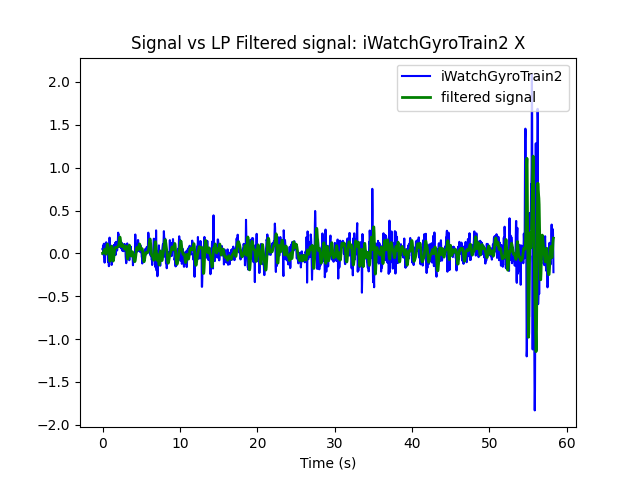 Signal vs LP Filtered signal: iWatchGyroTrain2 X
iWatchGyroTrain2
filtered signal
2.0
1.5
1.0
0.5
0.0
−0.5
−1.0
−1.5
−2.0
0 10 20 30 40 50 60
Time (s)